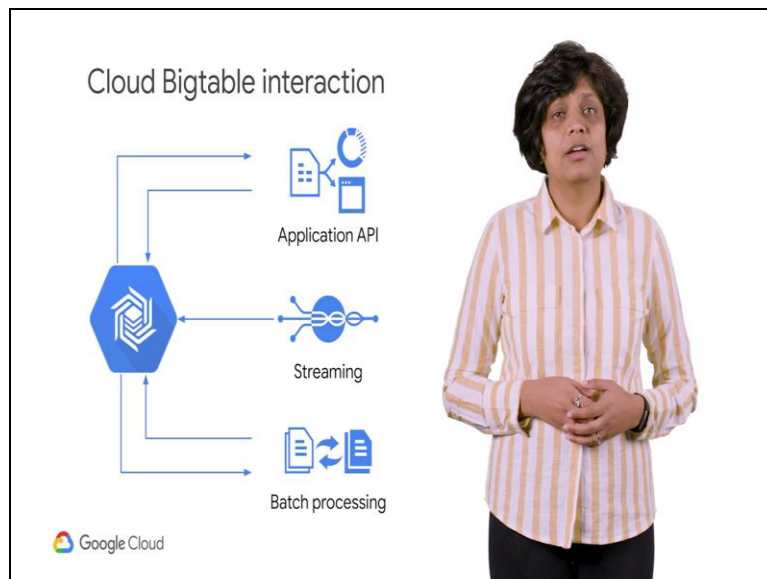 Cloud Bigtable interaction
Application API
Streaming
Batch processing
Google Cloud